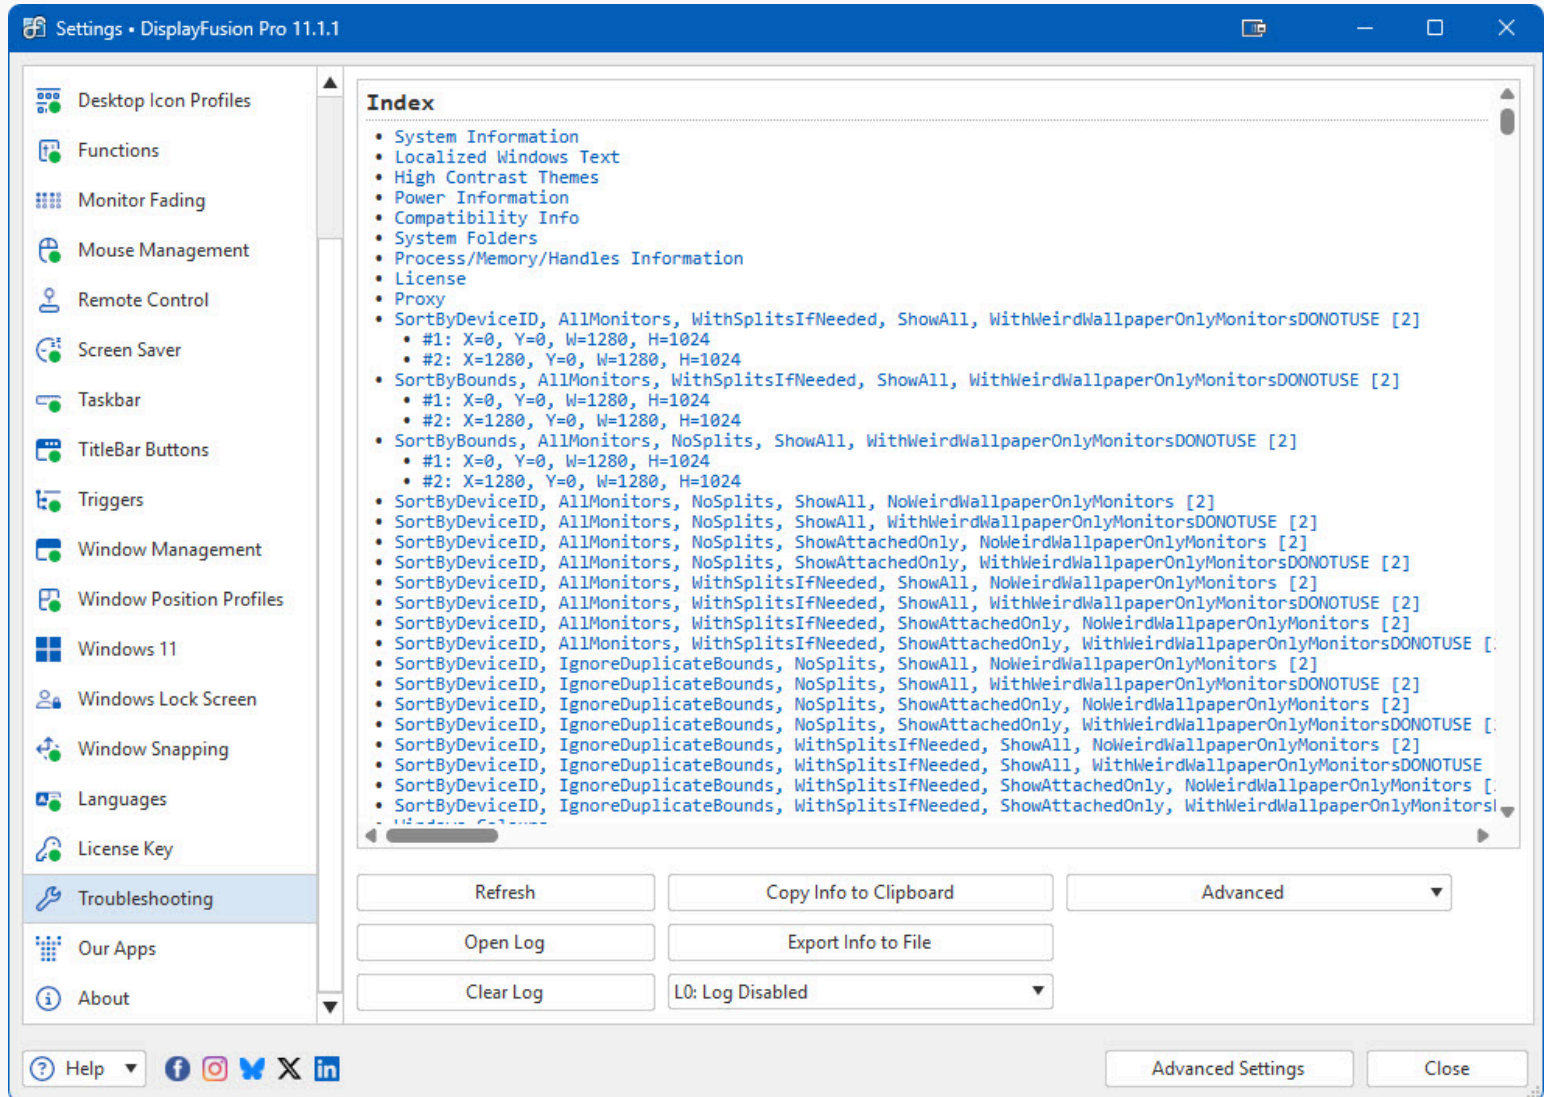 Settings • DisplayFusion Pro 11.1.1
Desktop Icon Profiles
Functions
Monitor Fading
Mouse Management
Remote Control
Screen Saver
Taskbar
TitleBar Buttons
Triggers
Window Management
Window Position Profiles
Windows 11
Windows Lock Screen
Window Snapping
Languages
License Key
Troubleshooting
Our Apps
About
Index
• System Information
• Localized Windows Text
• High Contrast Themes
• Power Information
• Compatibility Info
• System Folders
• Process/Memory/Handles Information
• License
• Proxy
• SortByDeviceID, AllMonitors, WithSplitsIfNeeded, ShowAll, WithWeirdWallpaperOnlyMonitorsDONOTUSE [2]
• #1: X=0, Y=0, W=1280, H=1024
• #2: X=1280, Y=0, W=1280, H=1024
• SortByBounds, AllMonitors, WithSplitsIfNeeded, ShowAll, WithWeirdWallpaperOnlyMonitorsDONOTUSE [2]
• #1: X=0, Y=0, W=1280, H=1024
• #2: X=1280, Y=0, W=1280, H=1024
• SortByBounds, AllMonitors, NoSplits, ShowAll, WithWeirdWallpaperOnlyMonitorsDONOTUSE [2]
• #1: X=0, Y=0, W=1280, H=1024
• #2: X=1280, Y=0, W=1280, H=1024
• SortByDeviceID, AllMonitors, NoSplits, ShowAll, NoWeirdWallpaperOnlyMonitors [2]
• SortByDeviceID, AllMonitors, NoSplits, ShowAll, WithWeirdWallpaperOnlyMonitorsDONOTUSE [2]
• SortByDeviceID, AllMonitors, NoSplits, ShowAttachedOnly, NoWeirdWallpaperOnlyMonitors [2]
• SortByDeviceID, AllMonitors, NoSplits, ShowAttachedOnly, WithWeirdWallpaperOnlyMonitorsDONOTUSE [2]
• SortByDeviceID, AllMonitors, WithSplitsIfNeeded, ShowAll, NoWeirdWallpaperOnlyMonitors [2]
• SortByDeviceID, AllMonitors, WithSplitsIfNeeded, ShowAll, WithWeirdWallpaperOnlyMonitorsDONOTUSE [2]
• SortByDeviceID, AllMonitors, WithSplitsIfNeeded, ShowAttachedOnly, NoWeirdWallpaperOnlyMonitors [2]
• SortByDeviceID, AllMonitors, WithSplitsIfNeeded, ShowAttachedOnly, WithWeirdWallpaperOnlyMonitorsDONOTUSE [
• SortByDeviceID, IgnoreDuplicateBounds, NoSplits, ShowAll, NoWeirdWallpaperOnlyMonitors [2]
• SortByDeviceID, IgnoreDuplicateBounds, NoSplits, ShowAll, WithWeirdWallpaperOnlyMonitorsDONOTUSE [2]
• SortByDeviceID, IgnoreDuplicateBounds, NoSplits, ShowAttachedOnly, NoWeirdWallpaperOnlyMonitors [2]
• SortByDeviceID, IgnoreDuplicateBounds, NoSplits, ShowAttachedOnly, WithWeirdWallpaperOnlyMonitorsDONOTUSE [
• SortByDeviceID, IgnoreDuplicateBounds, WithSplitsIfNeeded, ShowAll, NoWeirdWallpaperOnlyMonitors [2]
• SortByDeviceID, IgnoreDuplicateBounds, WithSplitsIfNeeded, ShowAll, WithWeirdWallpaperOnlyMonitorsDONOTUSE
• SortByDeviceID, IgnoreDuplicateBounds, WithSplitsIfNeeded, ShowAttachedOnly, NoWeirdWallpaperOnlyMonitors [
• SortByDeviceID, IgnoreDuplicateBounds, WithSplitsIfNeeded, ShowAttachedOnly, WithWeirdWallpaperOnlyMonitors
Refresh
Copy Info to Clipboard
Advanced
Open Log
Export Info to File
Clear Log
L0: Log Disabled
Help
Advanced Settings
Close